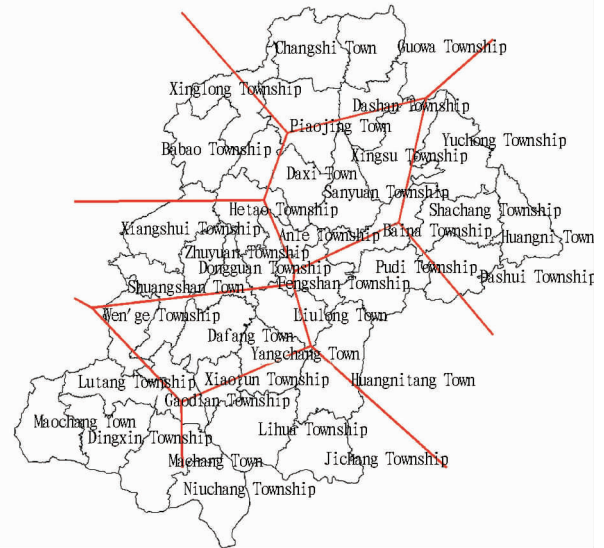 Changshi Town
Guowa Township
Xinglong Township
Dashan Township
Piaojing Town
Yuchong Township
Babao Township
Xingsu Township
Daxi Town
Sanyuan Township
Hetao Township
Shachang Township
Xiangshui Township
Anle Township
Baina Township
Huangni Town
Zhuyuan Township
Dongguan Township
Pudi Township
Dashui Township
Shuangshan Town
Fengshan Township
Wen'ge Township
Liulong Town
Dafang Town
Yangchang Town
Lutang Township
Xiaotun Township
Huangnitang Town
Gaodian Township
Maochang Town
Dingxin Township
Lihua Township
Machang Town
Jichang Township
Niuchang Township